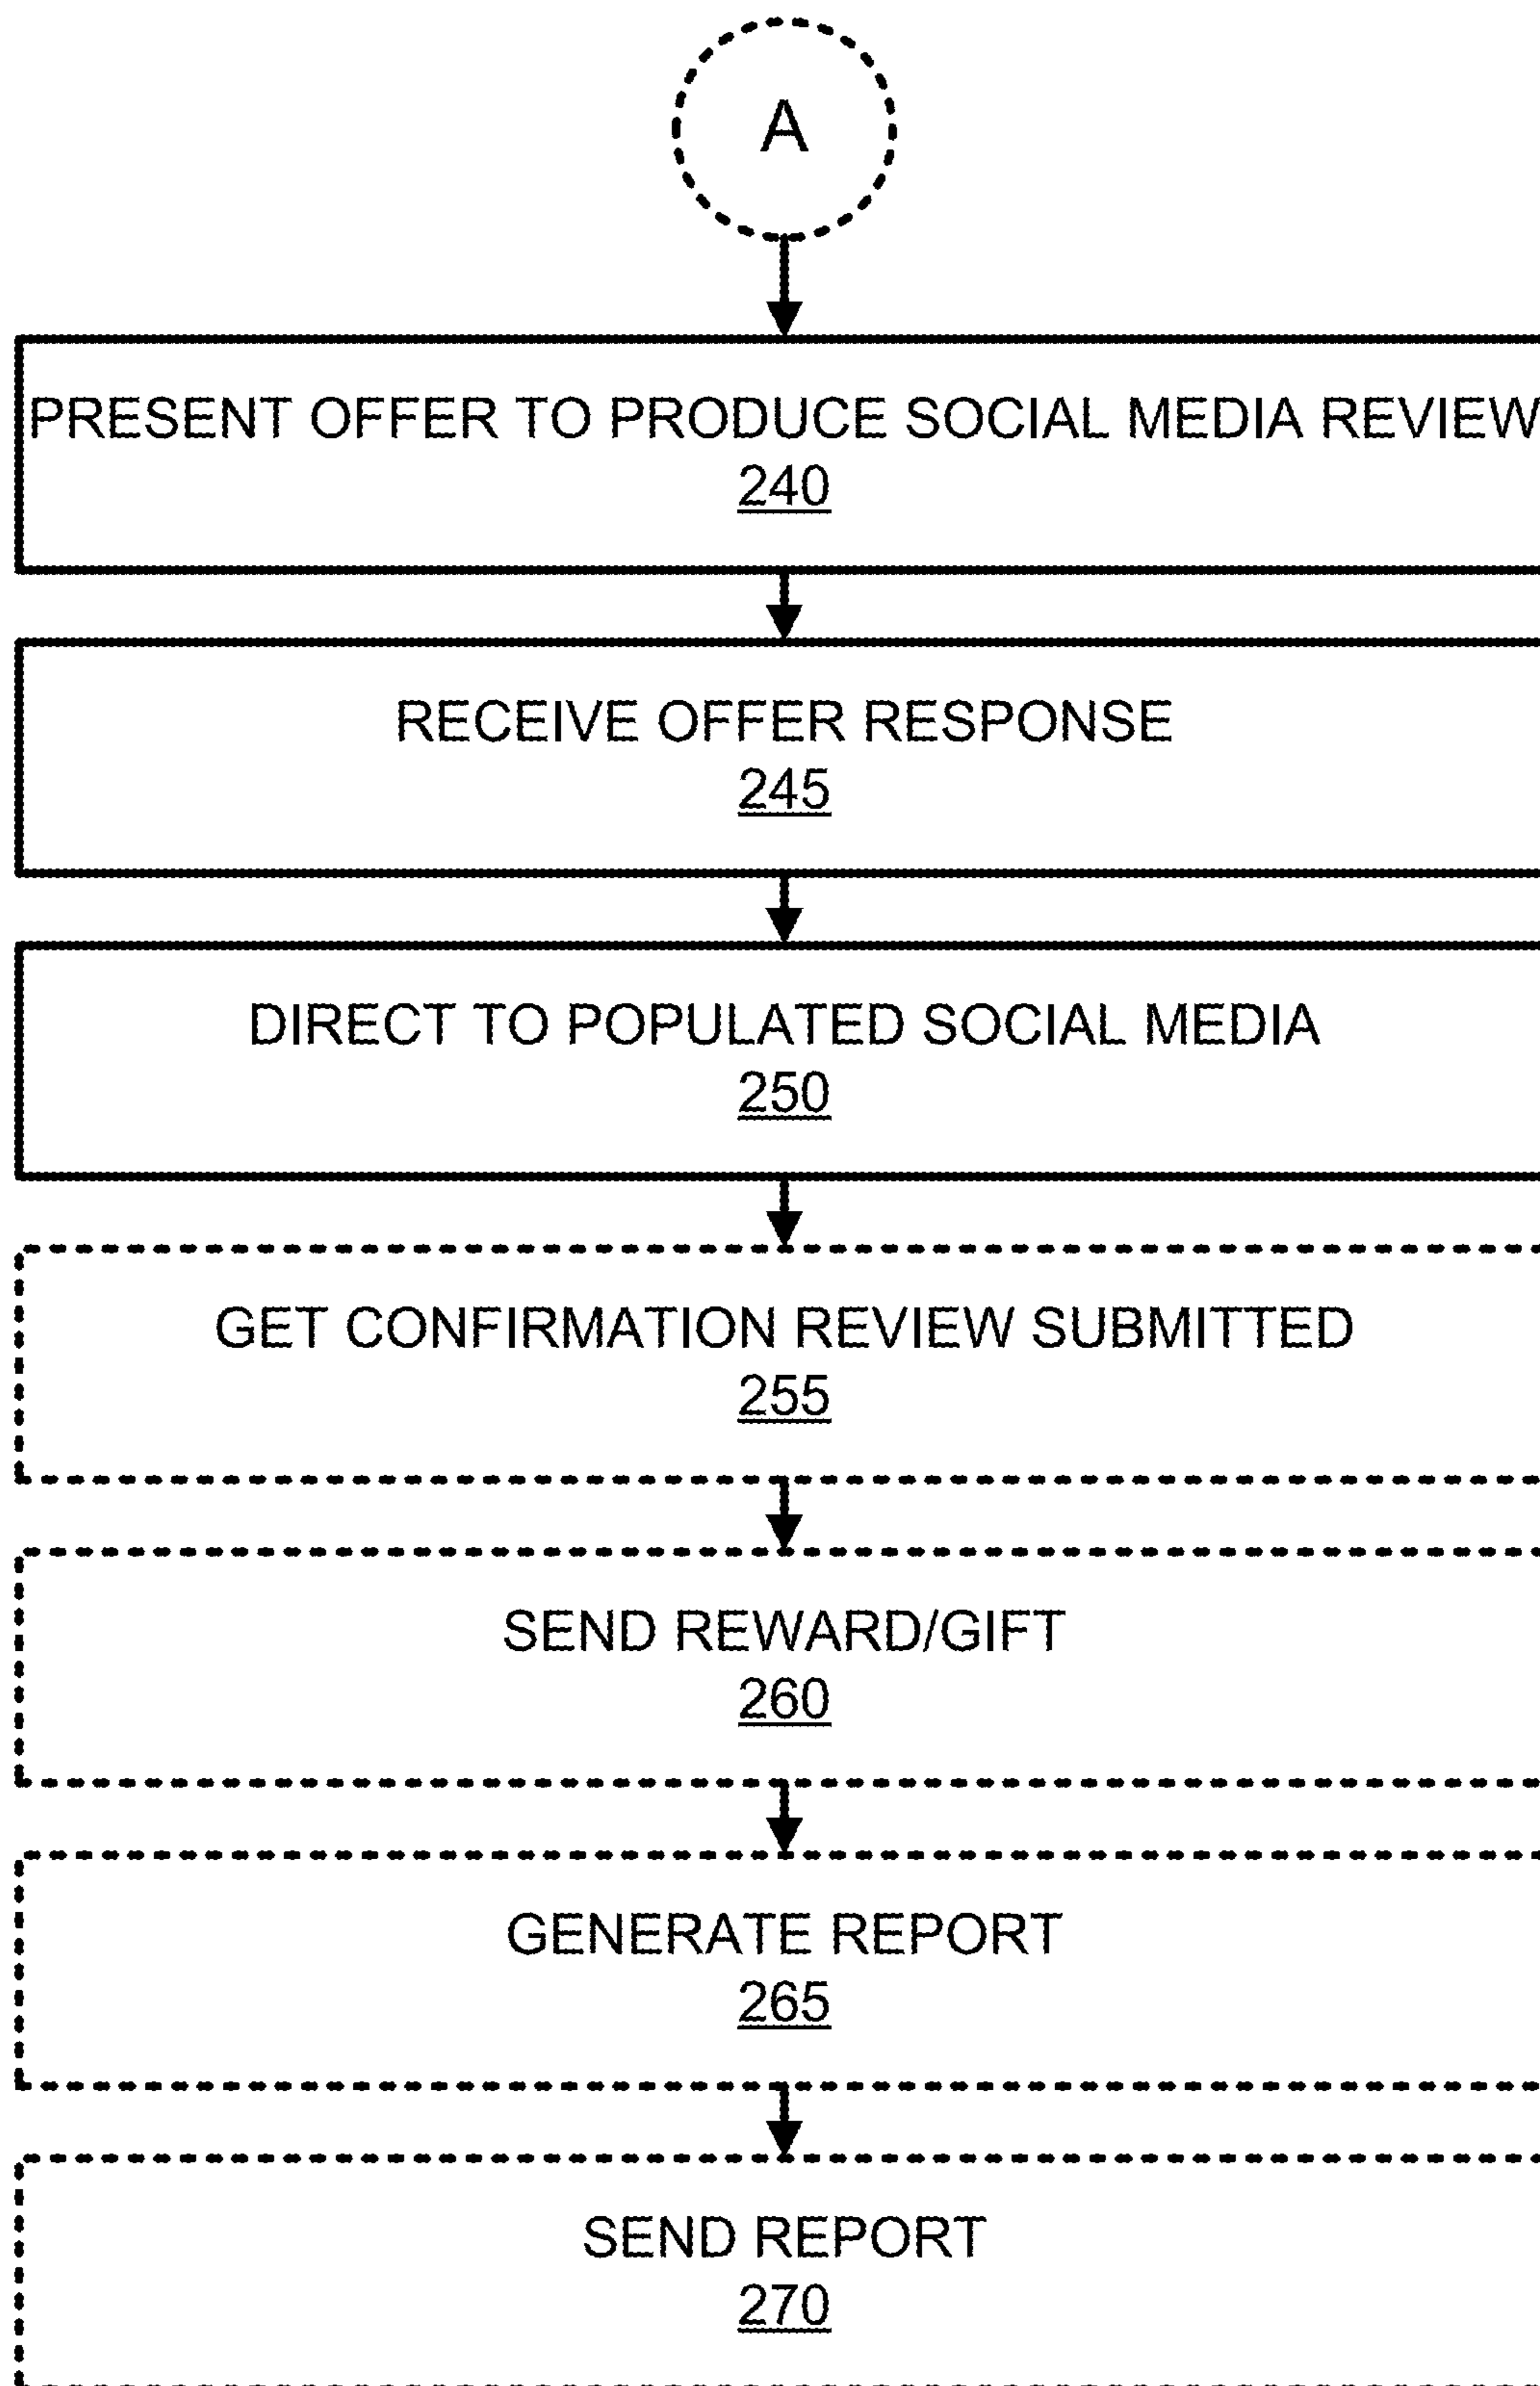 A
PRESENT OFFER TO PRODUCE SOCIAL MEDIA REVIEW
240
RECEIVE OFFER RESPONSE
245
DIRECT TO POPULATED SOCIAL MEDIA
250
GET CONFIRMATION REVIEW SUBMITTED
255
SEND REWARD/GIFT
260
GENERATE REPORT
265
SEND REPORT
270